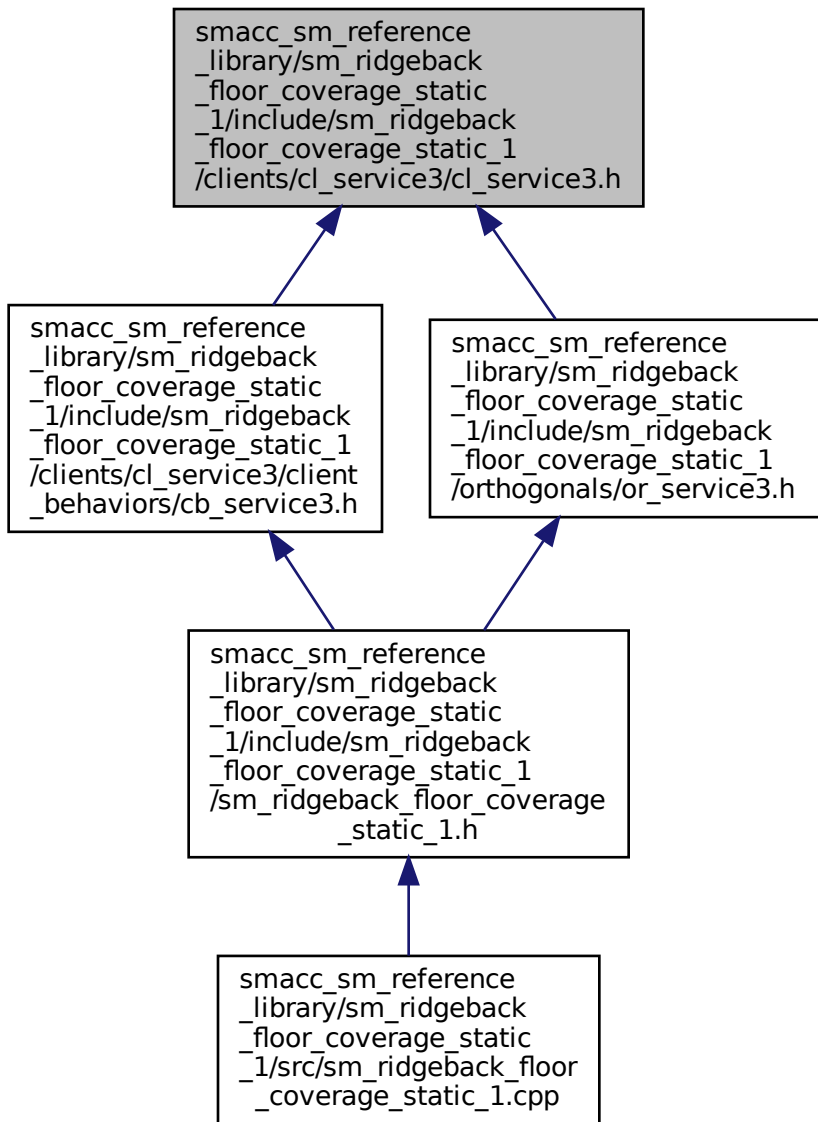 smacc_sm_reference
_library/sm_ridgeback
_floor_coverage_static
_1/include/sm_ridgeback
_floor_coverage_static_1
/clients/cl_service3/cl_service3.h
smacc_sm_reference
_library/sm_ridgeback
_floor_coverage_static
_1/include/sm_ridgeback
_floor_coverage_static_1
/clients/cl_service3/client
_behaviors/cb_service3.h
smacc_sm_reference
_library/sm_ridgeback
_floor_coverage_static
_1/include/sm_ridgeback
_floor_coverage_static_1
/orthogonals/or_service3.h
smacc_sm_reference
_library/sm_ridgeback
_floor_coverage_static
_1/include/sm_ridgeback
_floor_coverage_static_1
/sm_ridgeback_floor_coverage
_static_1.h
smacc_sm_reference
_library/sm_ridgeback
_floor_coverage_static
_1/src/sm_ridgeback_floor
_coverage_static_1.cpp